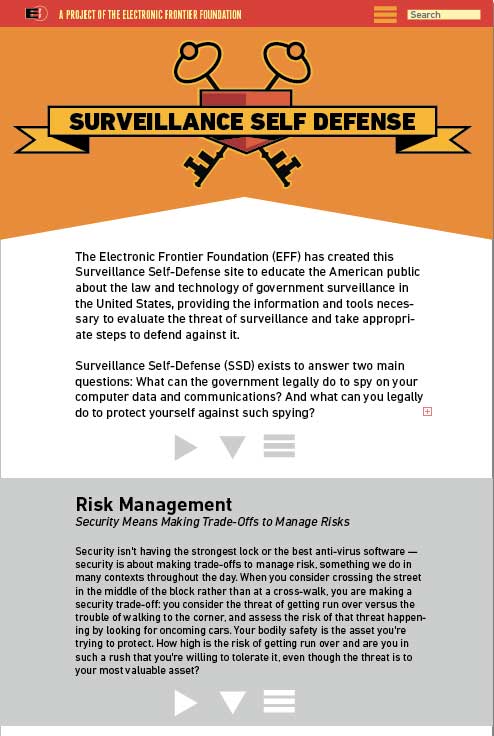 A PROJECT OF THE ELECTRONIC FRONTIER FOUNDATION
Search
SURVEILLANCE SELF DEFENSE
The Electronic Frontier Foundation (EFF) has created this
Surveillance Self-Defense site to educate the American public
about the law and technology of government surveillance in
the United States, providing the information and tools neces-
sary to evaluate the threat of surveillance and take appropri-
ate steps to defend against it.
Surveillance Self-Defense (SSD) exists to answer two main
questions: What can the government legally do to spy on your
computer data and communications? And what can you legally
do to protect yourself against such spying?
Risk Management
Security Means Making Trade-Offs to Manage Risks
Security isn't having the strongest lock or the best anti-virus software —
security is about making trade-offs to manage risk, something we do in
many contexts throughout the day. When you consider crossing the street
in the middle of the block rather than at a cross-walk, you are making a
security trade-off: you consider the threat of getting run over versus the
trouble of walking to the corner, and assess the risk of that threat happen-
ing by looking for oncoming cars. Your bodily safety is the asset you're
trying to protect. How high is the risk of getting run over and are you in
such a rush that you're willing to tolerate it, even though the threat is to
your most valuable asset?